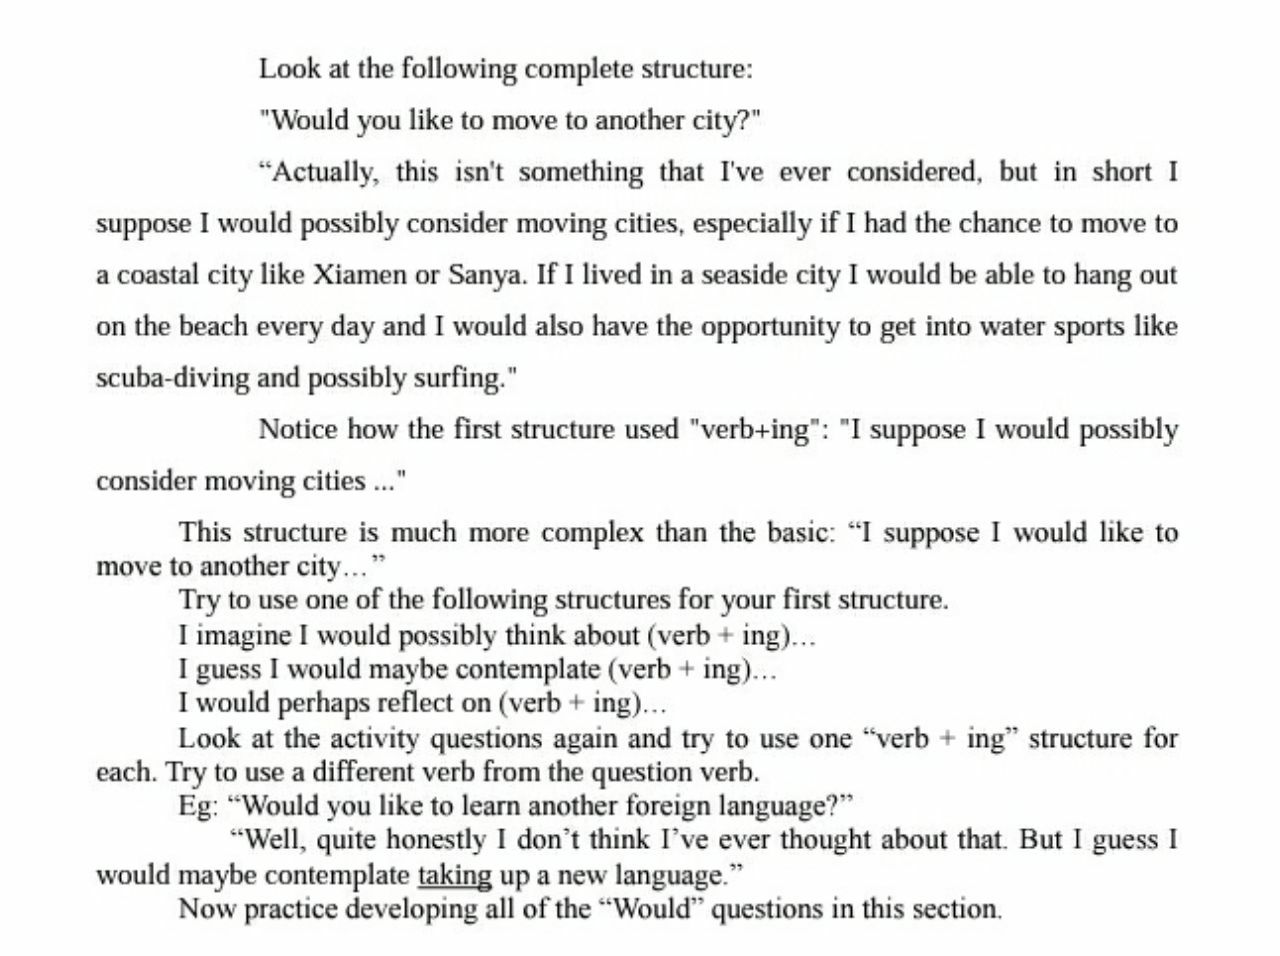 Look at the following complete structure:
"Would you like to move to another city?"
“Actually, this isn't something that I've ever considered, but in short I
suppose I would possibly consider moving cities, especially if I had the chance to move to
a coastal city like Xiamen or Sanya. If I lived in a seaside city I would be able to hang out
on the beach every day and I would also have the opportunity to get into water sports like
scuba-diving and possibly surfing."
Notice how the first structure used "verb+ing": "I suppose I would possibly
consider moving cities ..."
This structure is much more complex than the basic: “I suppose I would like to
move to another city…”
Try to use one of the following structures for your first structure.
I imagine I would possibly think about (verb + ing)…
I guess I would maybe contemplate (verb + ing)…
I would perhaps reflect on (verb + ing)…
Look at the activity questions again and try to use one “verb + ing” structure for
each. Try to use a different verb from the question verb.
Eg: “Would you like to learn another foreign language?”
“Well, quite honestly I don’t think I’ve ever thought about that. But I guess I
would maybe contemplate taking up a new language.”
Now practice developing all of the “Would” questions in this section.